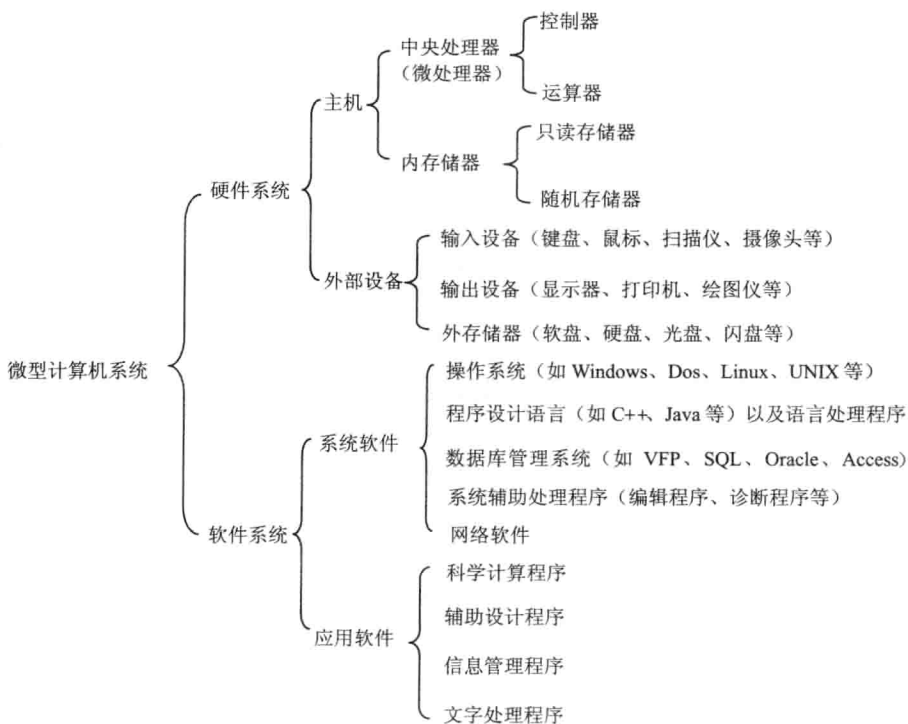 控制器
中央处理器
（微处理器）
运算器
主机
只读存储器
内存储器
随机存储器
硬件系统
输入设备（键盘、鼠标、扫描仪、摄像头等）
外部设备
输出设备（显示器、打印机、绘图仪等）
外存储器（软盘、硬盘、光盘、闪盘等）
微型计算机系统
操作系统（如 Windows、Dos、Linux、UNIX 等）
程序设计语言（如 C++、Java 等）以及语言处理程序
系统软件
数据库管理系统（如 VFP、SQL、Oracle、Access)
系统辅助处理程序（编辑程序、诊断程序等）
软件系统
网络软件
科学计算程序
辅助设计程序
应用软件
信息管理程序
文字处理程序